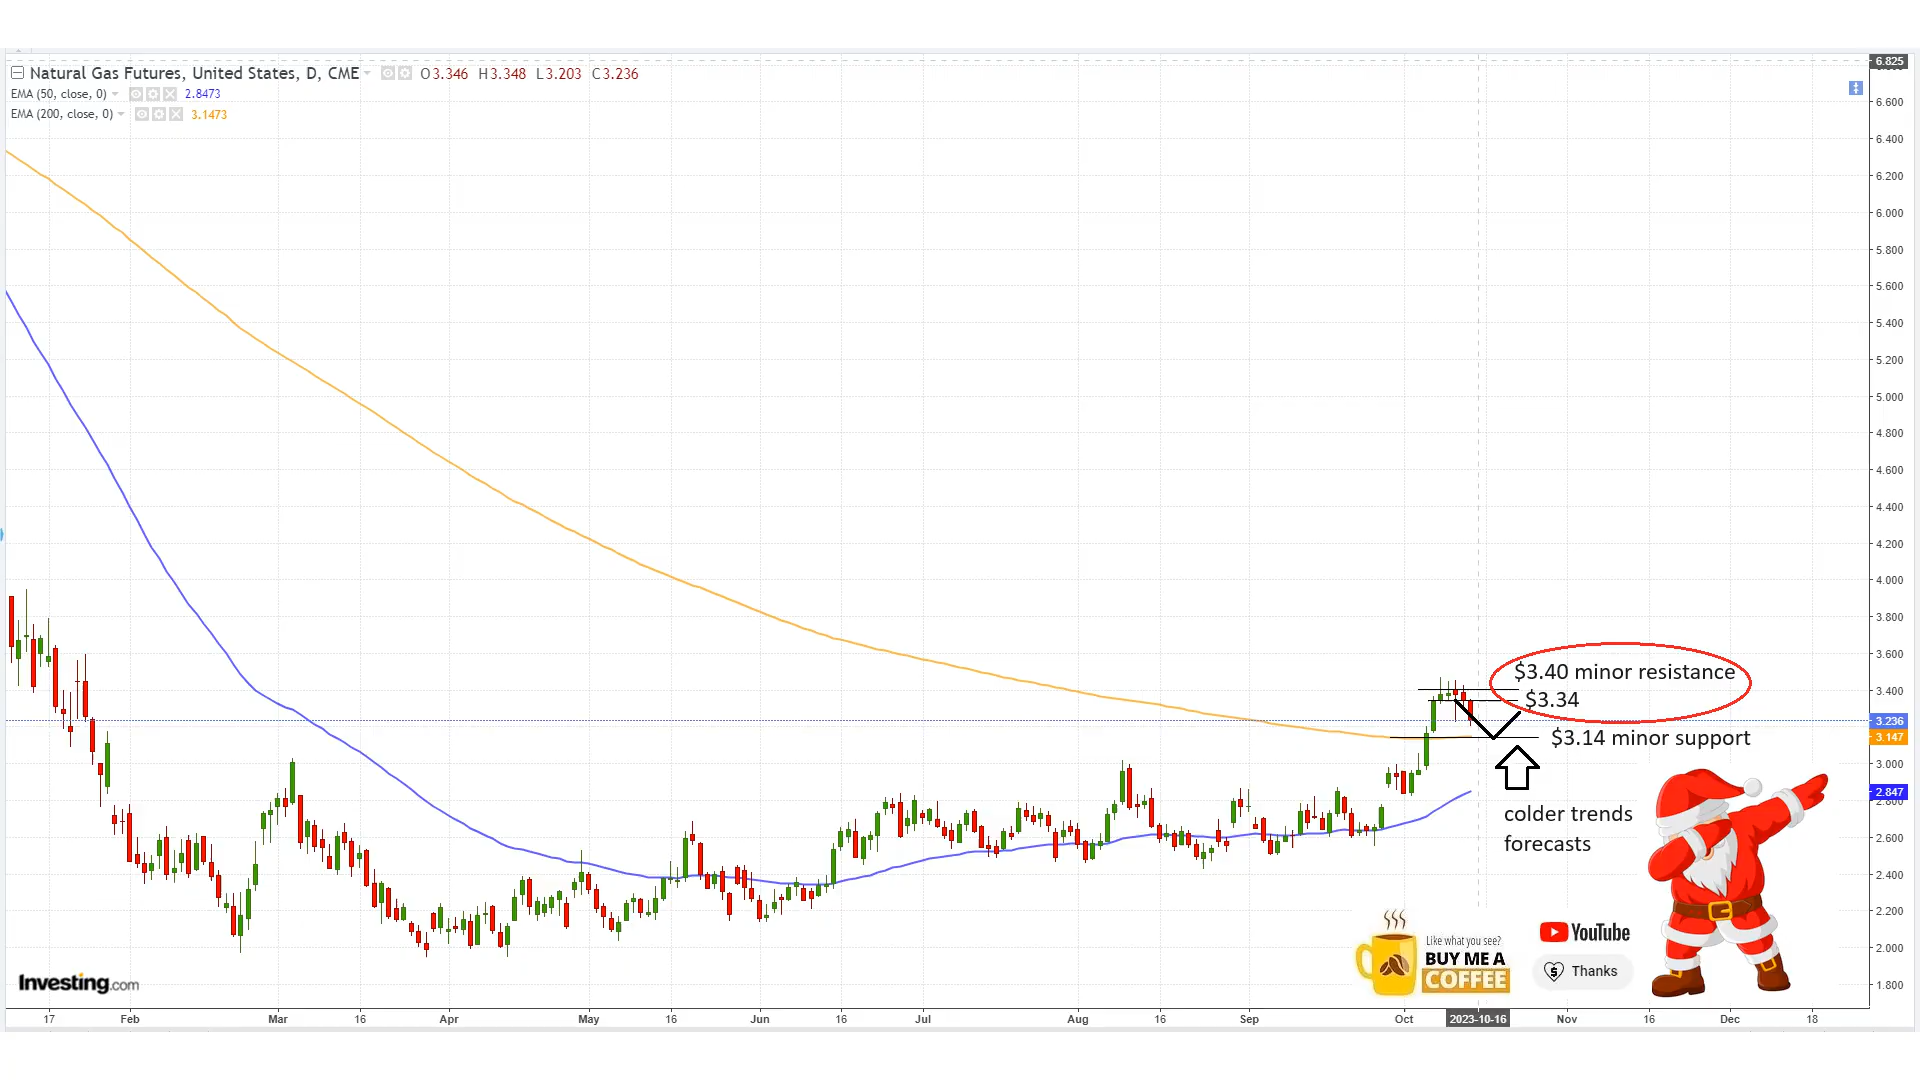 6.825
Natural Gas Futures, United States, D, CME O3.346 H3.348 L3.203 C3.236
EMA (50, close, 0) 2.8473
EMA (200, close, 0) 3.1473
6.600
6.400
6.200
6.000
5.800
5.600
5.400
5.200
5.000
4.800
4.600
4.400
4.200
4.000
3.800
3.600
3.400
3.236
3.147
3.000
2.847
2.800
2.600
2.400
2.200
2.000
1.800
$3.40 minor resistance
$3.34
$3.14 minor support
colder trends
forecasts
Like what you see?
BUY ME A
COFFEE
YouTube
$ Thanks
Investing.com
17 Feb Mar 16 Apr May 16 Jun 16 Jul Aug 16 Sep Oct 2023-10-16 Nov 16 Dec 18